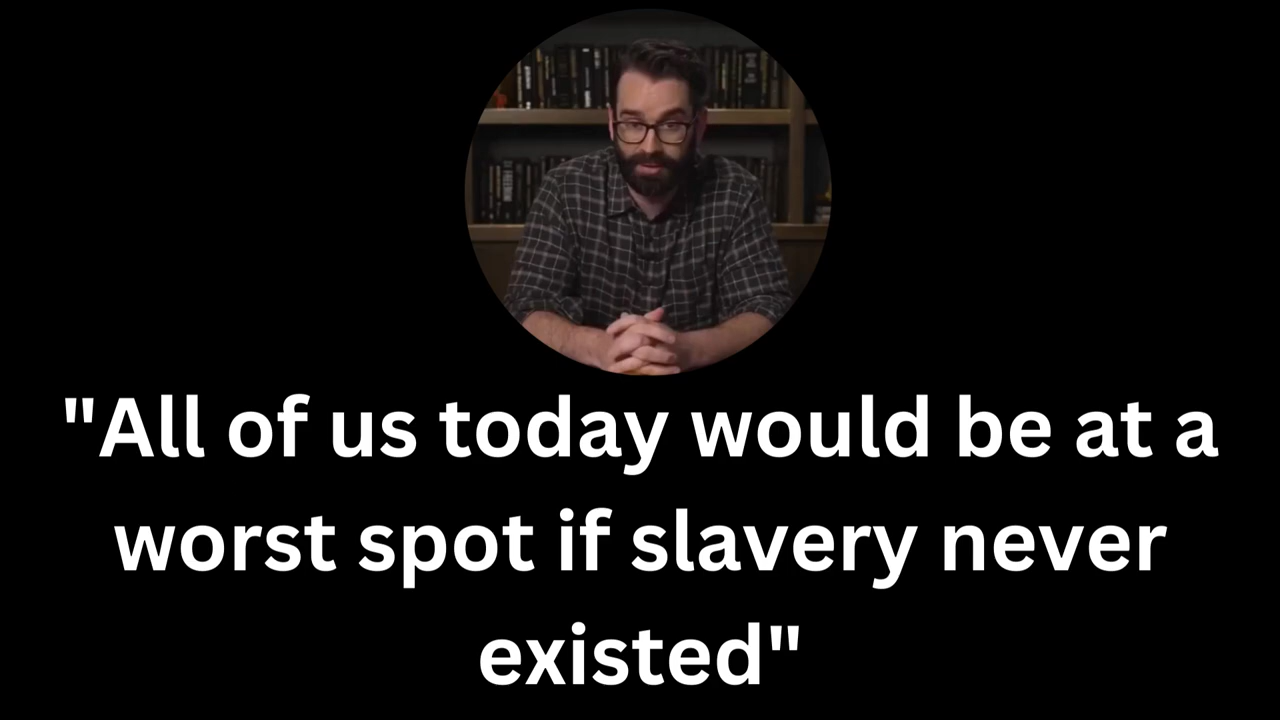 "All of us today would be at a
worst spot if slavery never
existed"